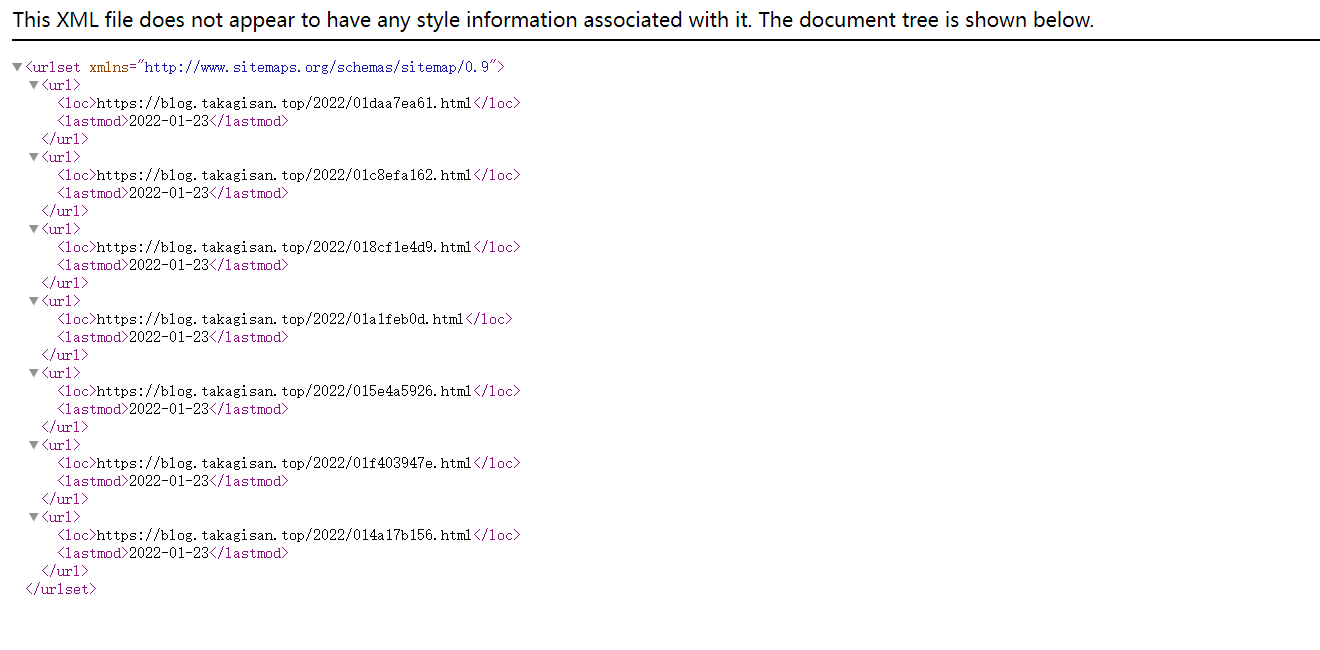 This XML file does not appear to have any style information associated with it. The document tree is shown below.
▼<urlset xmlns="http://www.sitemaps.org/schemas/sitemap/0.9">
▼<url>
<loc>https://blog.takagisan.top/2022/01daa7ea61.html</loc>
<lastmod>2022-01-23</lastmod>
</url>
▼<url>
<loc>https://blog.takagisan.top/2022/01c8efa162.html</loc>
<lastmod>2022-01-23</lastmod>
</url>
▼<url>
<loc>https://blog.takagisan.top/2022/018cf1e4d9.html</loc>
<lastmod>2022-01-23</lastmod>
</url>
▼<url>
<loc>https://blog.takagisan.top/2022/01a1feb0d.html</loc>
<lastmod>2022-01-23</lastmod>
</url>
▼<url>
<loc>https://blog.takagisan.top/2022/015e4a5926.html</loc>
<lastmod>2022-01-23</lastmod>
</url>
▼<url>
<loc>https://blog.takagisan.top/2022/01f403947e.html</loc>
<lastmod>2022-01-23</lastmod>
</url>
▼<url>
<loc>https://blog.takagisan.top/2022/014a17b156.html</loc>
<lastmod>2022-01-23</lastmod>
</url>
</urlset>